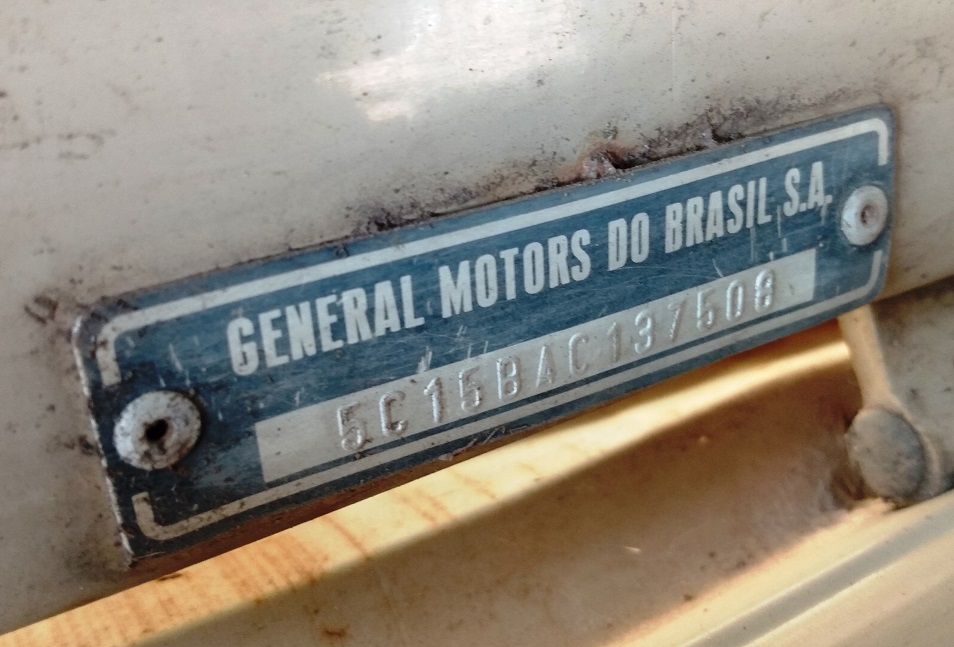 GENERAL MOTORS DO BRASIL S.A.
5C15BAC137508